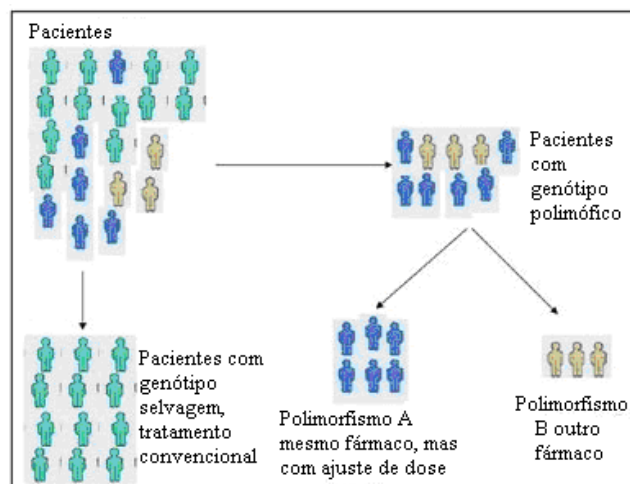 Pacientes
Pacientes
com
genótipo
polimófico
Pacientes com
genótipo
selvagem,
tratamento
convencional
Polimorfismo A
mesmo fármaco, mas
com ajuste de dose
Polimorfismo
B outro
fármaco